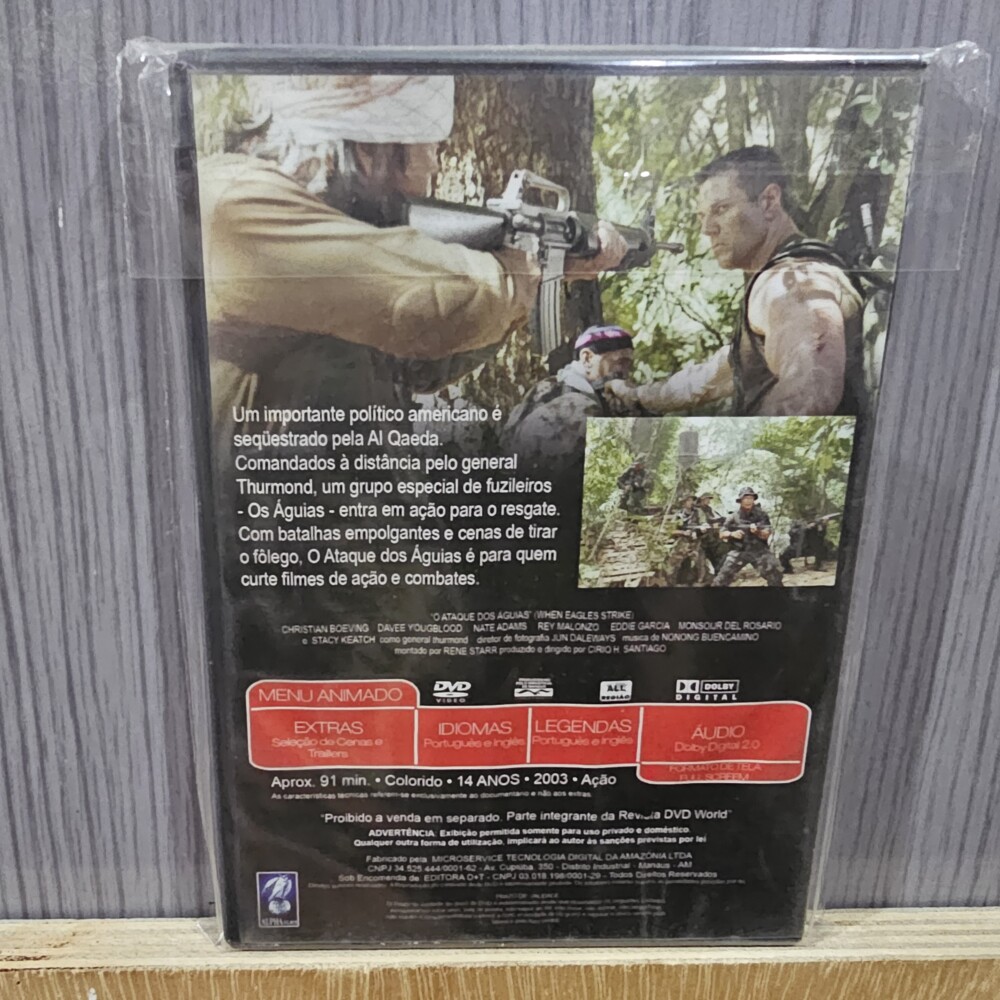 Um importante político americano é
seqüestrado pela Al Qaeda.
Comandados à distância pelo general
Thurmond, um grupo especial de fuzileiros
- Os Águias - entra em ação para o resgate.
Com batalhas empolgantes e cenas de tirar
o fôlego, O Ataque dos Águias é para quem
curte filmes de ação e combates.
"O ATAQUE DOS ÁGUIAS" (WHEN EAGLES STRIKE)
CHRISTIAN BOEVING DAVEE YOUGBLOOD NATE ADAMS REY MALONZO EDDIE GARCIA MONSOUR DEL ROSARIO
e STACY KEATCH como general thurmond diretor de fotografia JUN DALEWAYS musica de NONONG BUENCAMINO
montado por RENE STARR produzido e dirigido por CIRIO H. SANTIAGO
MENU ANIMADO
DVD VIDEO
ALL REGIÃO
DOLBY DIGITAL
EXTRAS
Seleção de Cenas e
Traillers
IDIOMAS
Português e Inglês
LEGENDAS
Português e Inglês
ÁUDIO
Dolby Digital 2.0
FORMATO DE TELA
FULL SCREEM
Aprox. 91 min. • Colorido • 14 ANOS • 2003 • Ação
As características técnicas referem-se exclusivamente ao documentario e não aos extras.
"Proibido a venda em separado. Parte integrante da Revista DVD World"
ADVERTÊNCIA: Exibição permitida somente para uso privado e doméstico.
Qualquer outra forma de utilização, implicará ao autor às sanções previstas por lei
Fabricado pela MICROSERVICE TECNOLOGIA DIGITAL DA AMAZÔNIA LTDA
CNPJ 34.525.444/0001-62 - Av. Cupiúba, 350 - Distrito Industrial - Manaus - AM
Sob Encomenda de EDITORA D+T - CNPJ 03.018.198/0001-29 - Todos Direitos Reservados
ALPHA